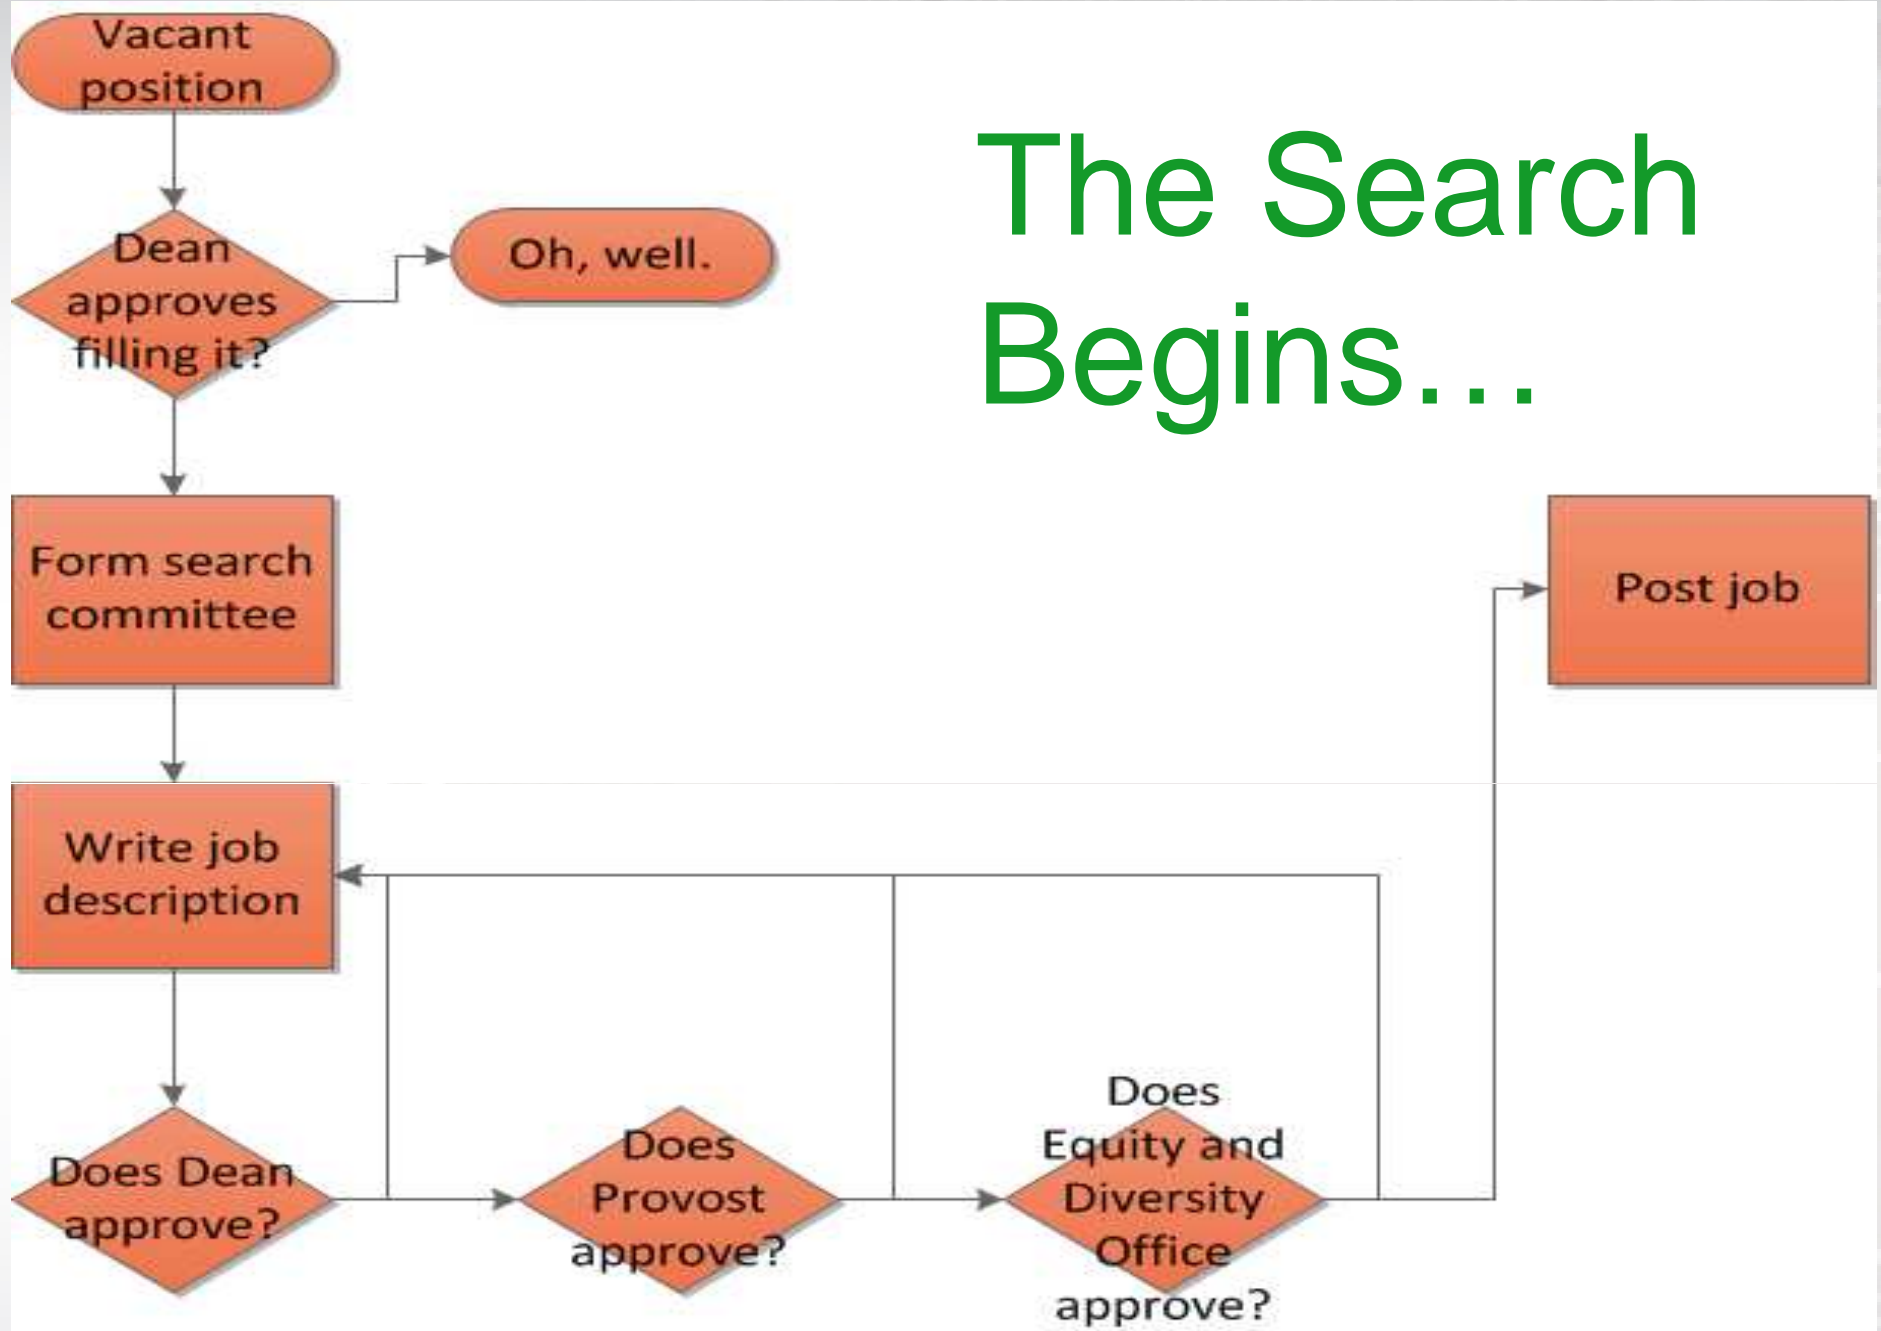 Vacant
position
The Search
Begins…
Dean
approves
filling it?
Oh, well.
Form search
committee
Post job
Write job
description
Does Dean
approve?
Does
Provost
approve?
Does
Equity and
Diversity
Office
approve?